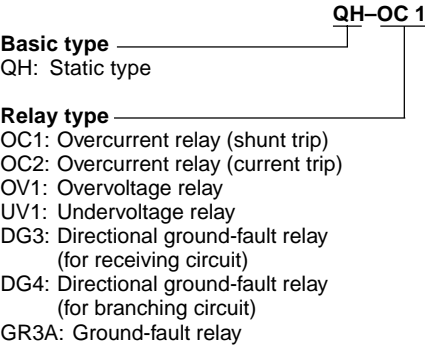 QH–OC 1
Basic type
QH: Static type
Relay type
OC1: Overcurrent relay (shunt trip)
OC2: Overcurrent relay (current trip)
OV1: Overvoltage relay
UV1: Undervoltage relay
DG3: Directional ground-fault relay
(for receiving circuit)
DG4: Directional ground-fault relay
(for branching circuit)
GR3A: Ground-fault relay